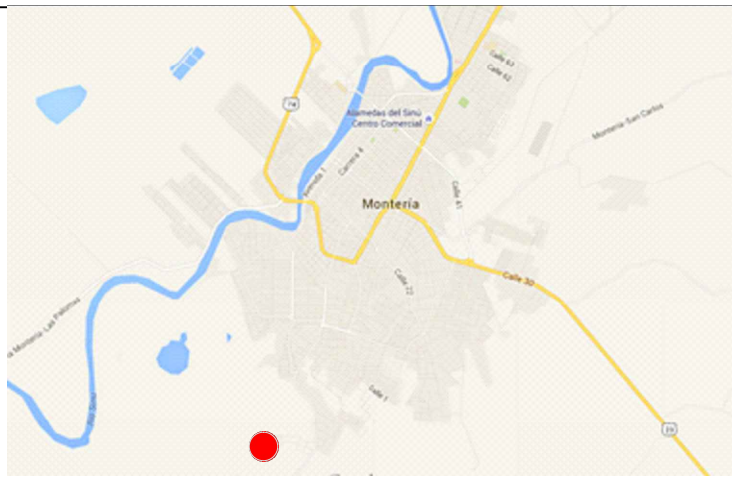 Calle 67
Calle 62
74
Alamedas del Sinú
Centro Comercial
Montería-San Carlos
Carrera 4
Avenida 1
Calle 41
Montería
Calle 22
Calle 30
a Montería-Las Palomas
Calle 1
Río Sinú